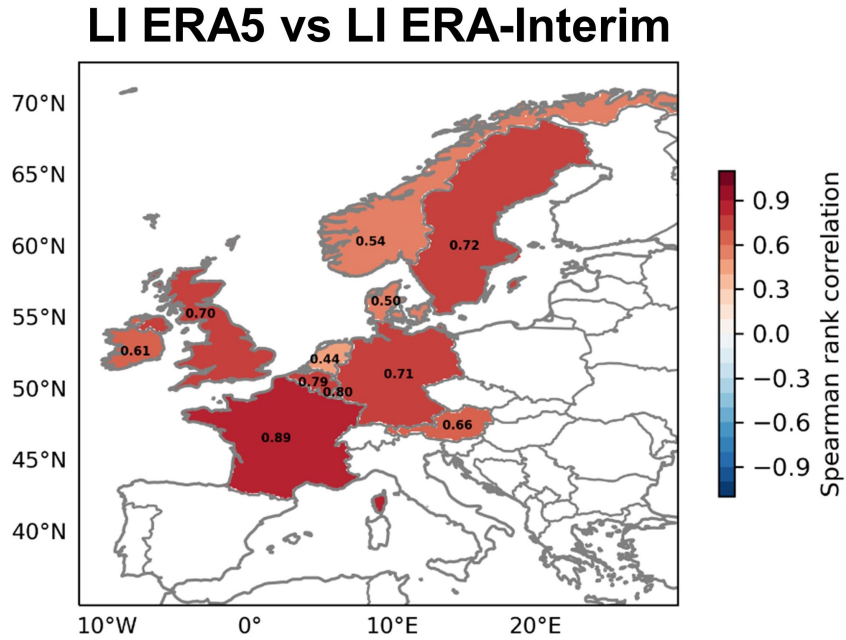 LI ERA5 vs LI ERA-Interim
70°N
65°N
60°N
55°N
50°N
45°N
40°N
10°W
0°
10°E
20°E
0.54
0.72
0.50
0.70
0.61
0.44
0.79
0.80
0.71
0.66
0.89
0.9
0.6
0.3
0.0
−0.3
−0.6
−0.9
Spearman rank correlation